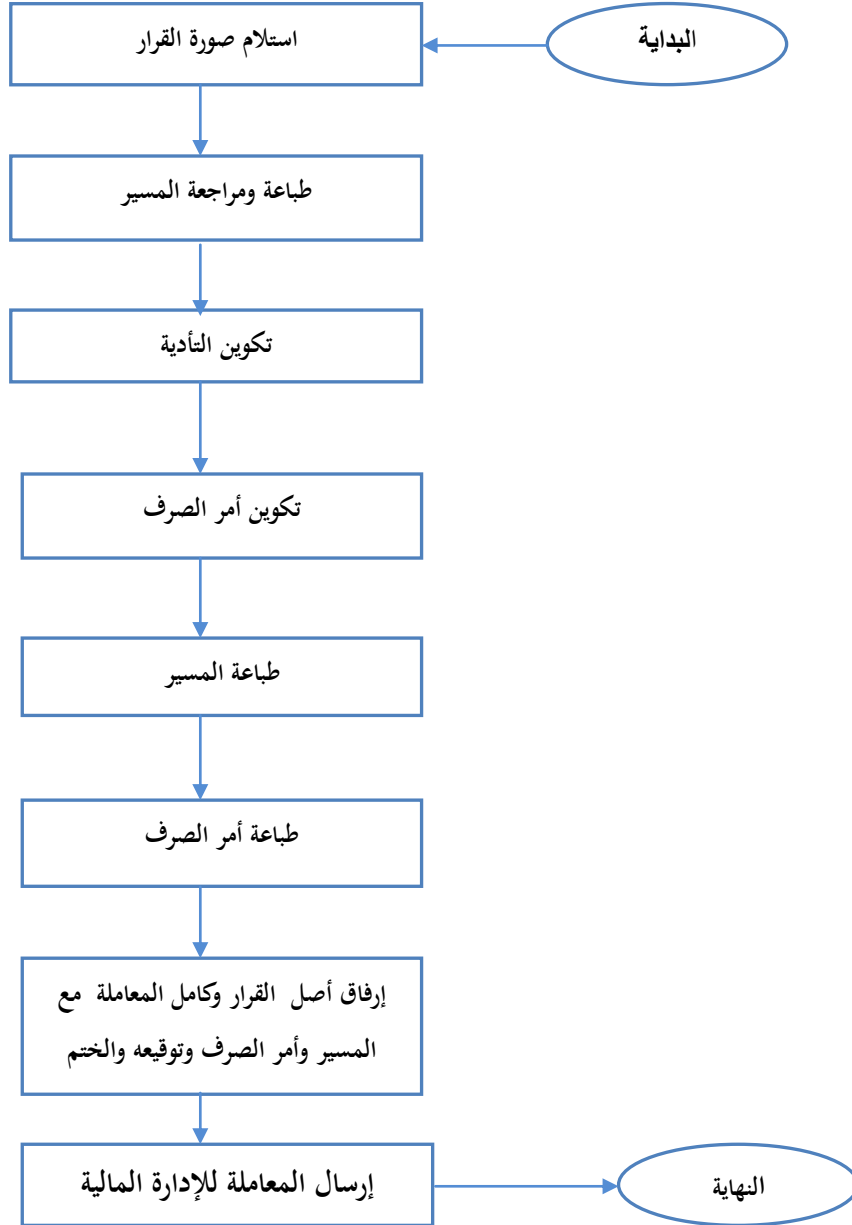 البداية
استلام صورة القرار
طباعة ومراجعة المسير
تكوين التأدية
تكوين أمر الصرف
طباعة المسير
طباعة أمر الصرف
إرفاق أصل القرار وكامل المعاملة مع
المسير وأمر الصرف وتوقيعه والختم
إرسال المعاملة للإدارة المالية
النهاية